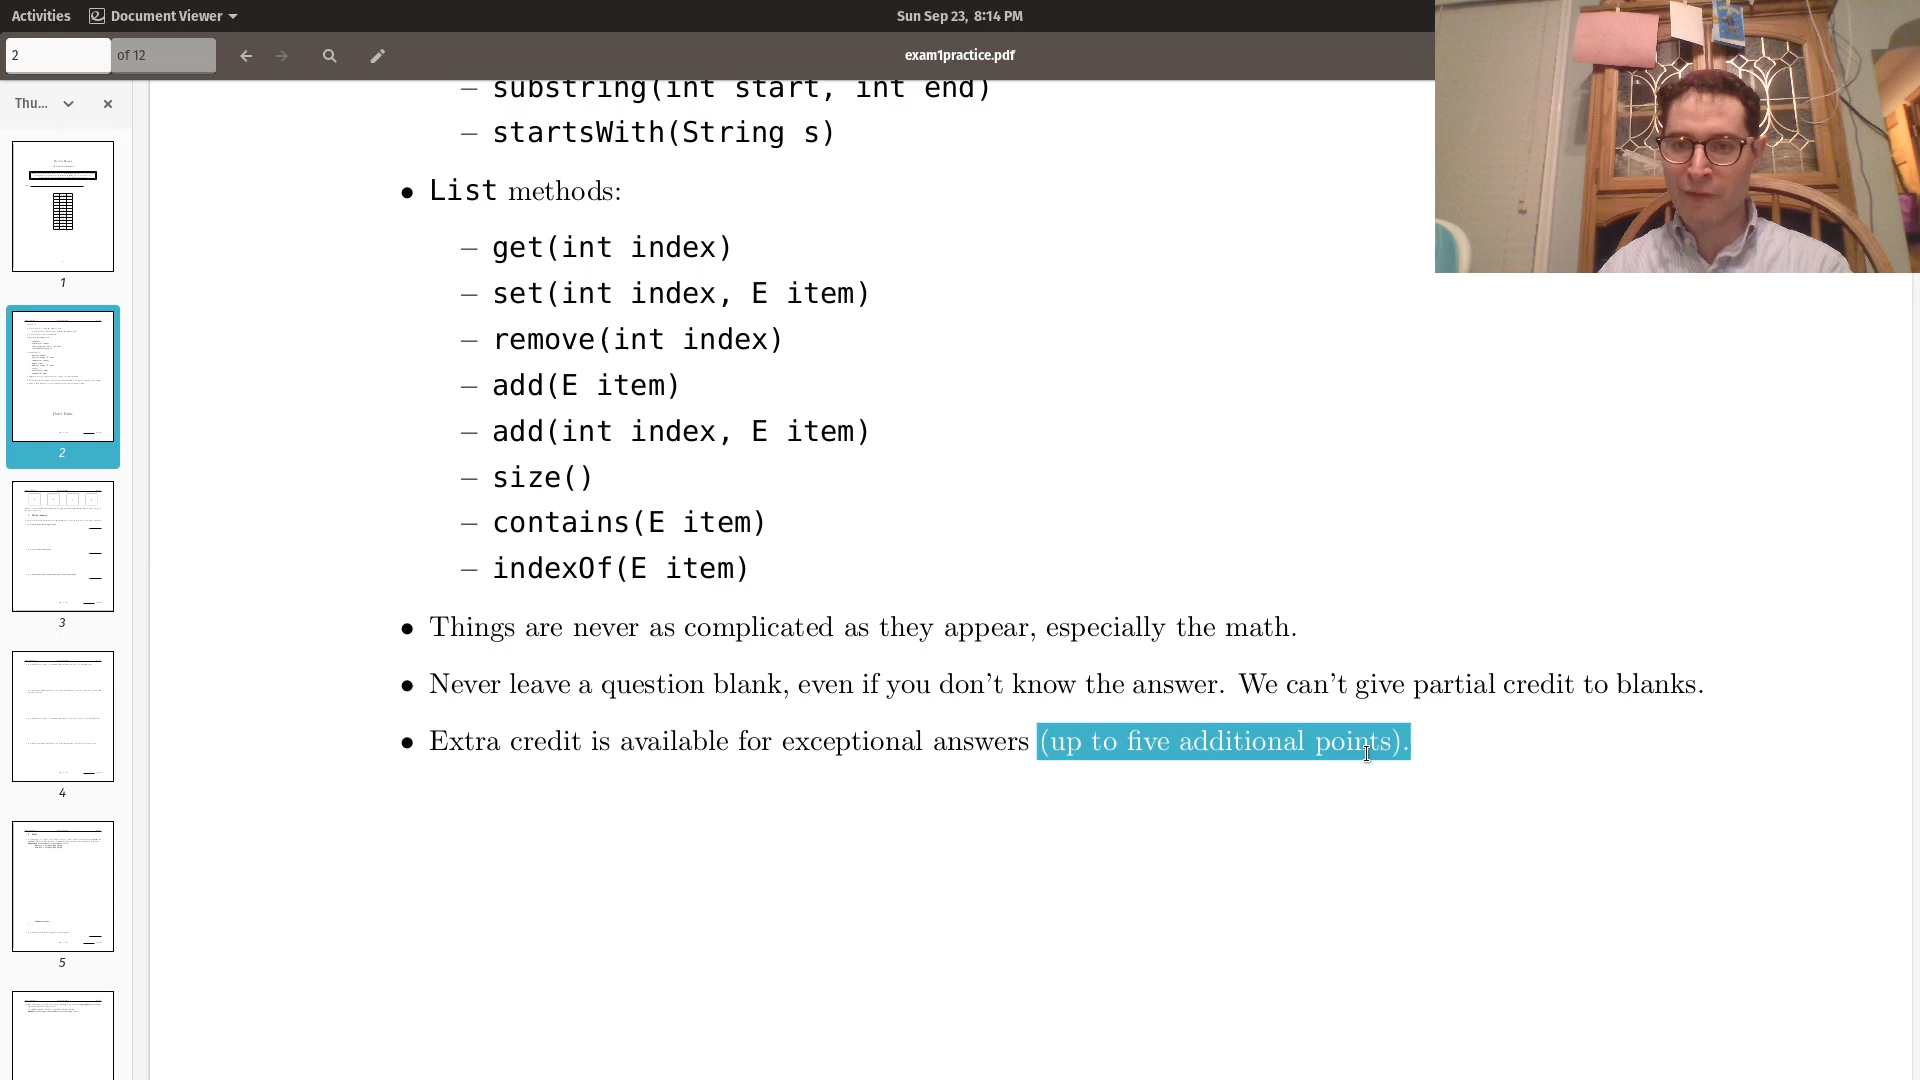 Activities Document Viewer Sun Sep 23, 8:14 PM
2 of 12 exam1practice.pdf
Thu...
1
2
3
4
5
– substring(int start, int end)
– startsWith(String s)
• List methods:
– get(int index)
– set(int index, E item)
– remove(int index)
– add(E item)
– add(int index, E item)
– size()
– contains(E item)
– indexOf(E item)
• Things are never as complicated as they appear, especially the math.
• Never leave a question blank, even if you don't know the answer. We can't give partial credit to blanks.
• Extra credit is available for exceptional answers (up to five additional points).